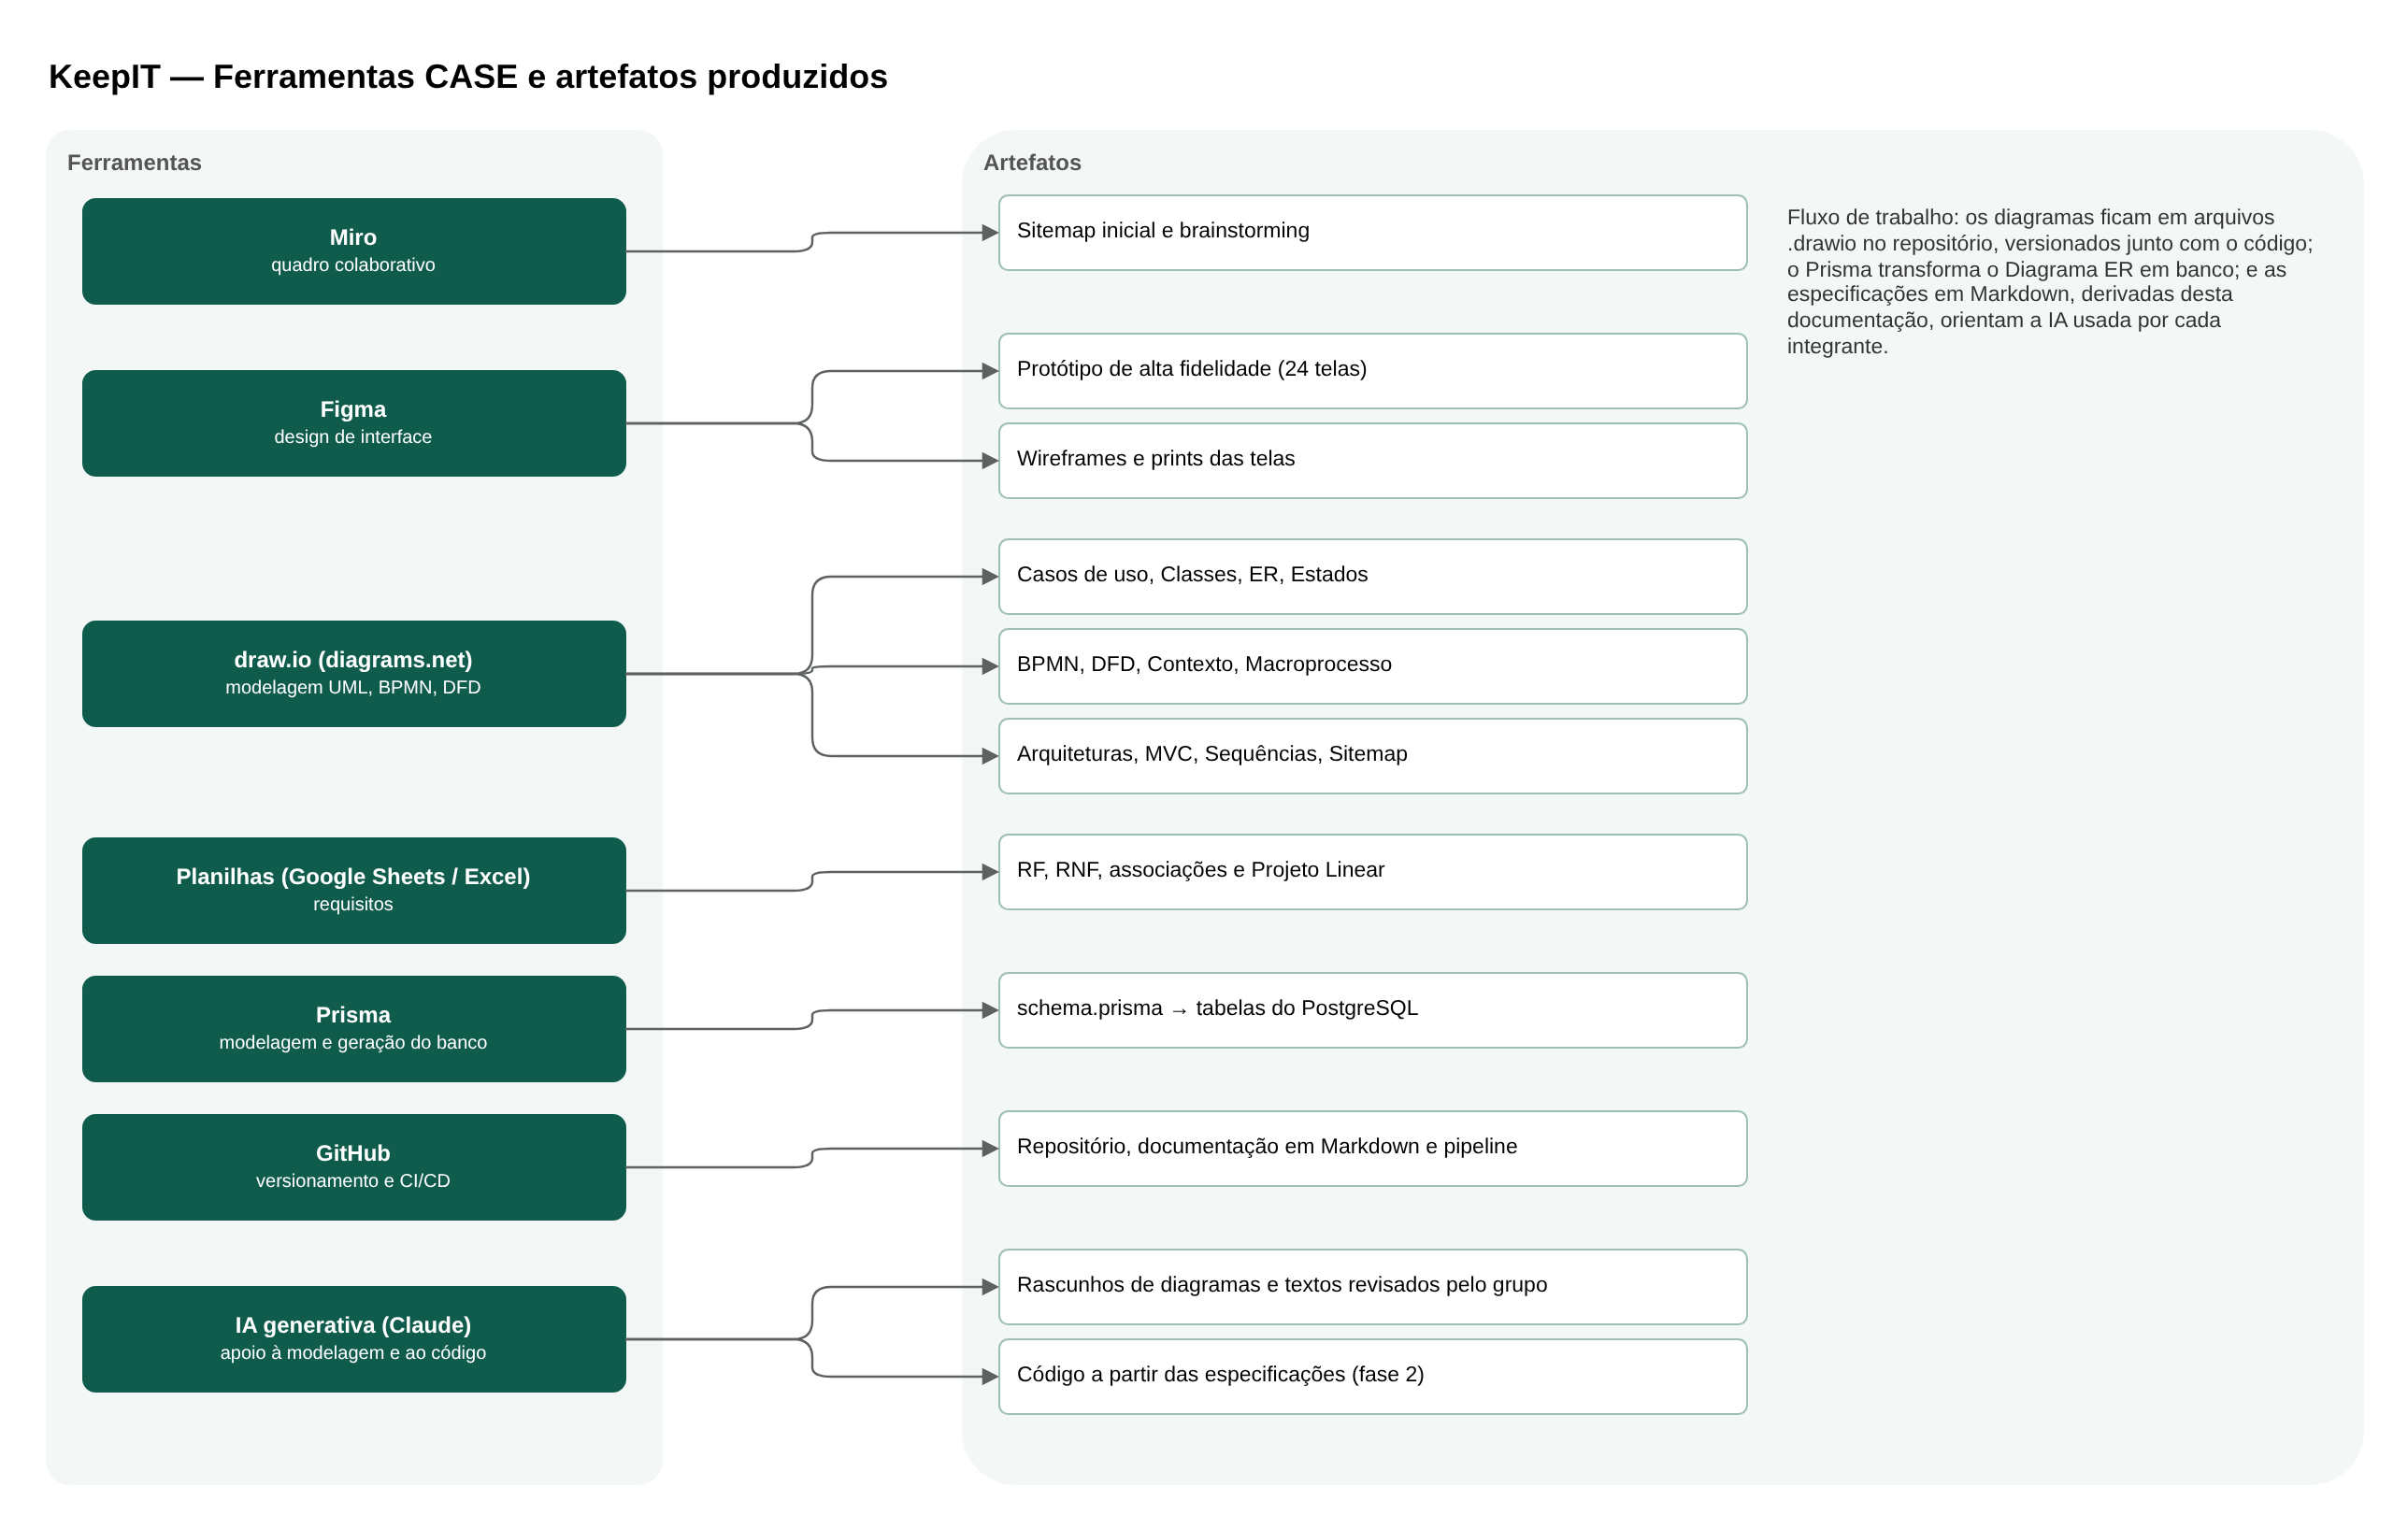 KeepIT — Ferramentas CASE e artefatos produzidos
Ferramentas
Miro
quadro colaborativo
Figma
design de interface
draw.io (diagrams.net)
modelagem UML, BPMN, DFD
Planilhas (Google Sheets / Excel)
requisitos
Prisma
modelagem e geração do banco
GitHub
versionamento e CI/CD
IA generativa (Claude)
apoio à modelagem e ao código
Artefatos
Sitemap inicial e brainstorming
Protótipo de alta fidelidade (24 telas)
Wireframes e prints das telas
Casos de uso, Classes, ER, Estados
BPMN, DFD, Contexto, Macroprocesso
Arquiteturas, MVC, Sequências, Sitemap
RF, RNF, associações e Projeto Linear
schema.prisma → tabelas do PostgreSQL
Repositório, documentação em Markdown e pipeline
Rascunhos de diagramas e textos revisados pelo grupo
Código a partir das especificações (fase 2)
Fluxo de trabalho: os diagramas ficam em arquivos
.drawio no repositório, versionados junto com o código;
o Prisma transforma o Diagrama ER em banco; e as
especificações em Markdown, derivadas desta
documentação, orientam a IA usada por cada
integrante.